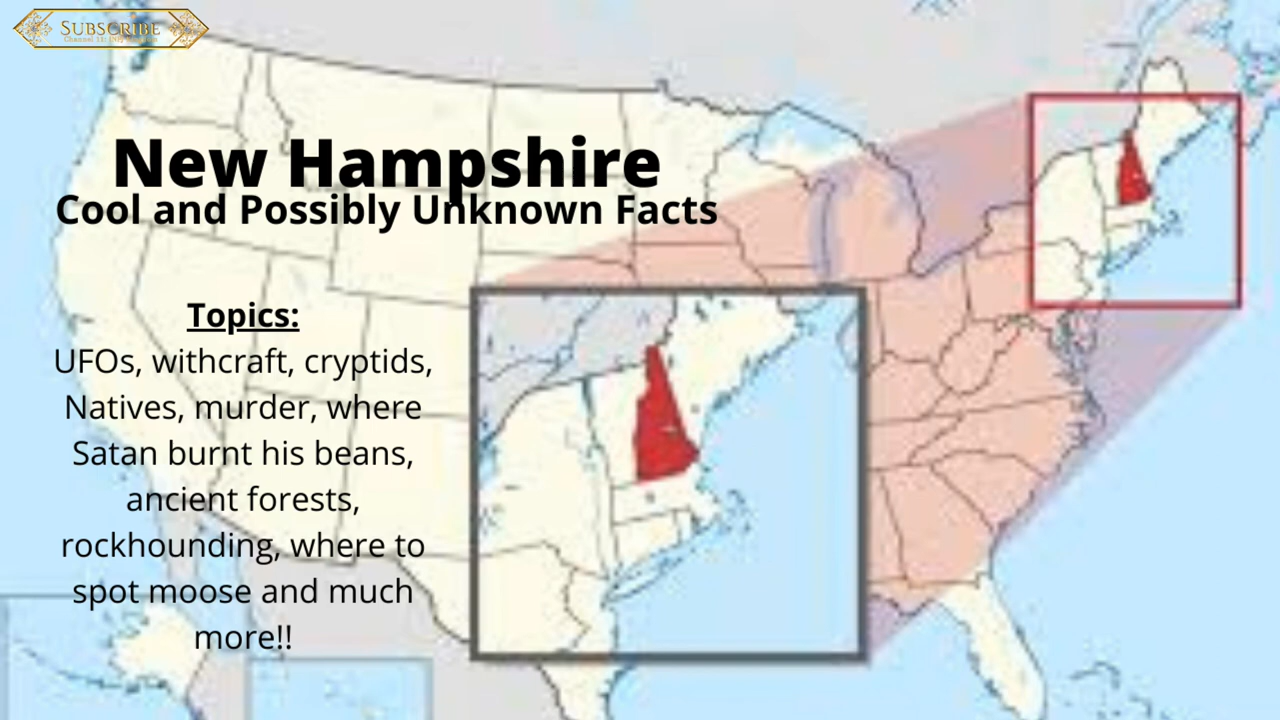 SUBSCRIBE
New Hampshire
Cool and Possibly Unknown Facts
Topics:
UFOs, withcraft, cryptids,
Natives, murder, where
Satan burnt his beans,
ancient forests,
rockhounding, where to
spot moose and much
more!!